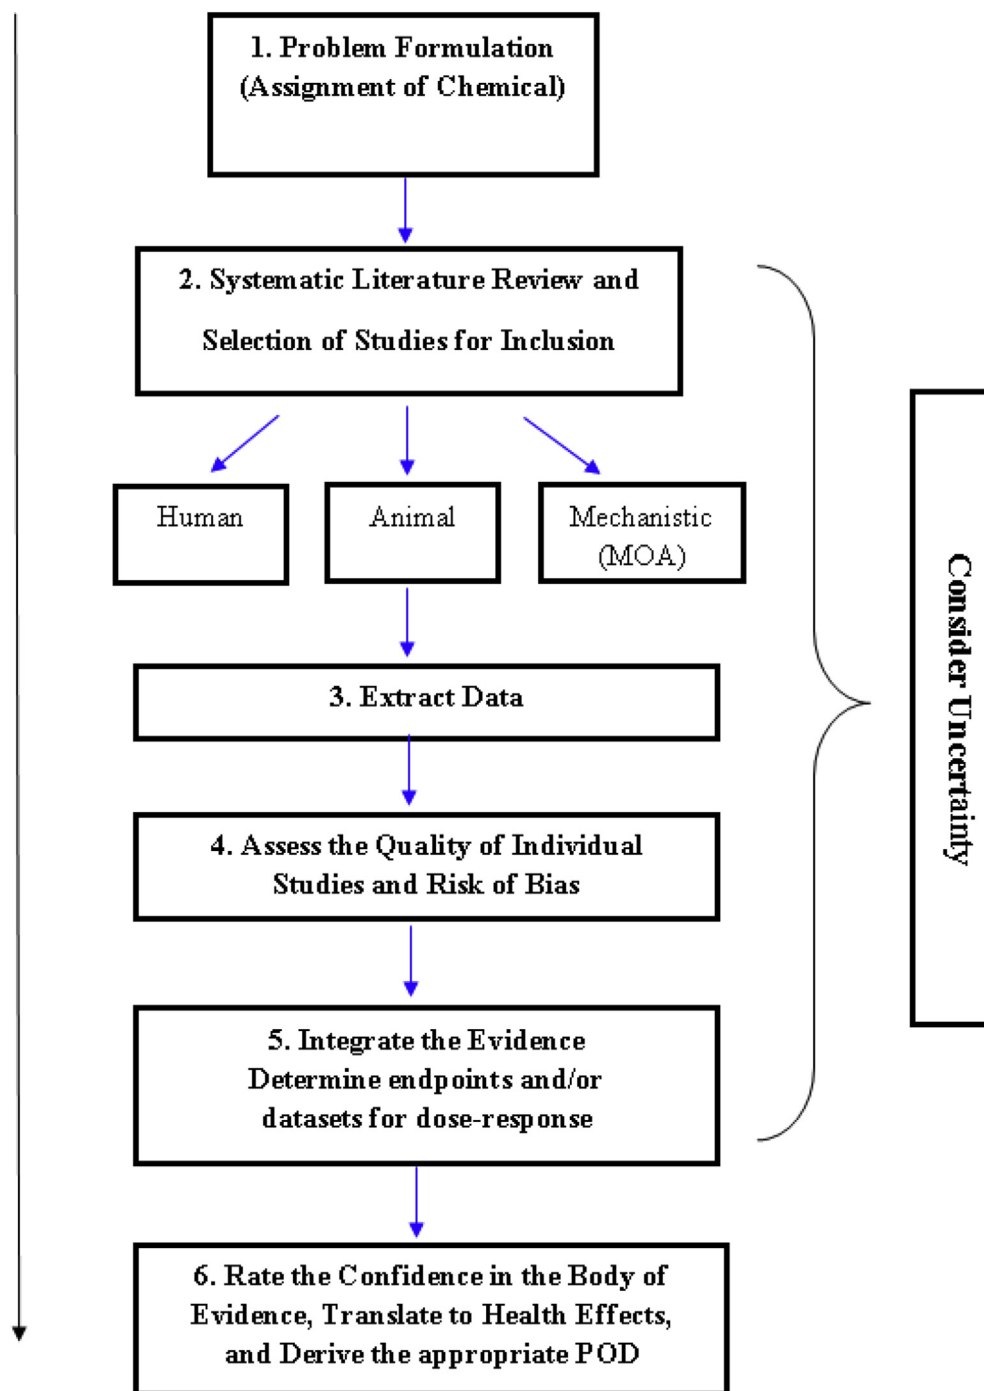 1. Problem Formulation
(Assignment of Chemical)
2. Systematic Literature Review and
Selection of Studies for Inclusion
Human
Animal
Mechanistic
(MOA)
3. Extract Data
4. Assess the Quality of Individual
Studies and Risk of Bias
5. Integrate the Evidence
Determine endpoints and/or
datasets for dose-response
6. Rate the Confidence in the Body of
Evidence, Translate to Health Effects,
and Derive the appropriate POD
Consider Uncertainty